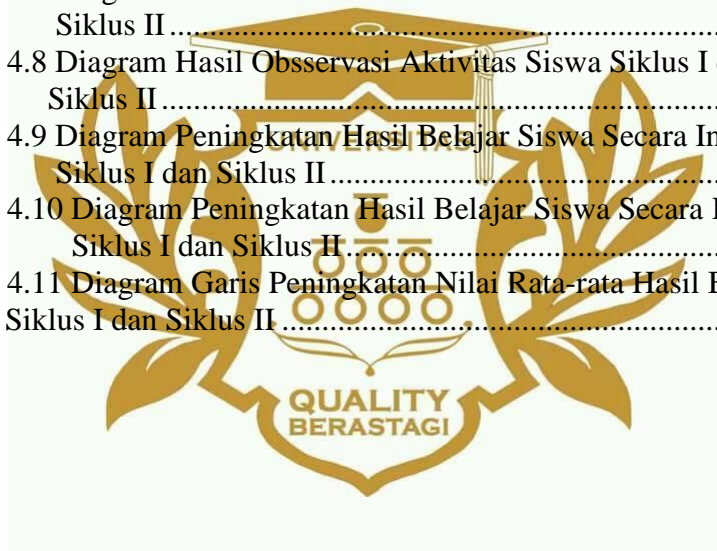 Siklus II
4.8 Diagram Hasil Obsservasi Aktivitas Siswa Siklus I
Siklus II
4.9 Diagram Peningkatan Hasil Belajar Siswa Secara
UNIVERSITAS
Siklus I dan Siklus II
4.10 Diagram Peningkatan Hasil Belajar Siswa Secara
Siklus I dan Siklus II
4.11 Diagram Garis Peningkatan Nilai Rata-rata Hasil
Siklus I dan Siklus II
QUALITY
BERASTAGI